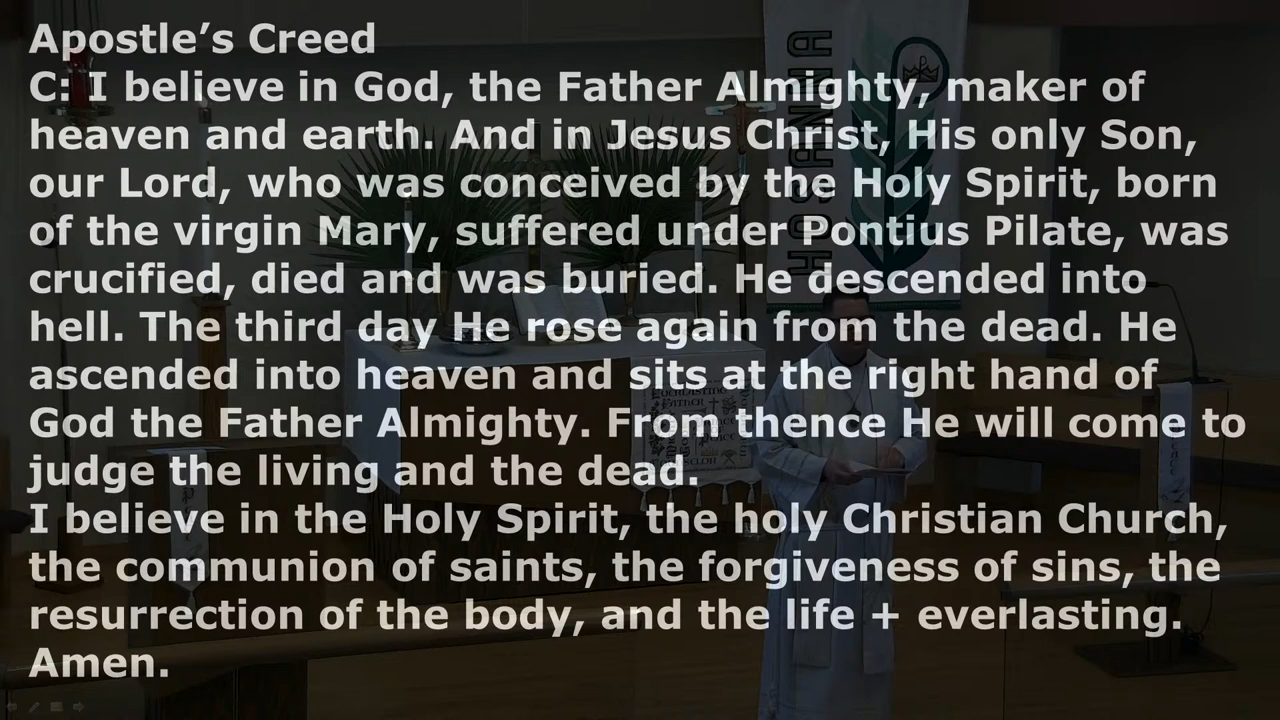 Apostle’s Creed
C: I believe in God, the Father Almighty, maker of
heaven and earth. And in Jesus Christ, His only Son,
our Lord, who was conceived by the Holy Spirit, born
of the virgin Mary, suffered under Pontius Pilate, was
crucified, died and was buried. He descended into
hell. The third day He rose again from the dead. He
ascended into heaven and sits at the right hand of
God the Father Almighty. From thence He will come to
judge the living and the dead.
I believe in the Holy Spirit, the holy Christian Church,
the communion of saints, the forgiveness of sins, the
resurrection of the body, and the life + everlasting.
Amen.
HOSANNA